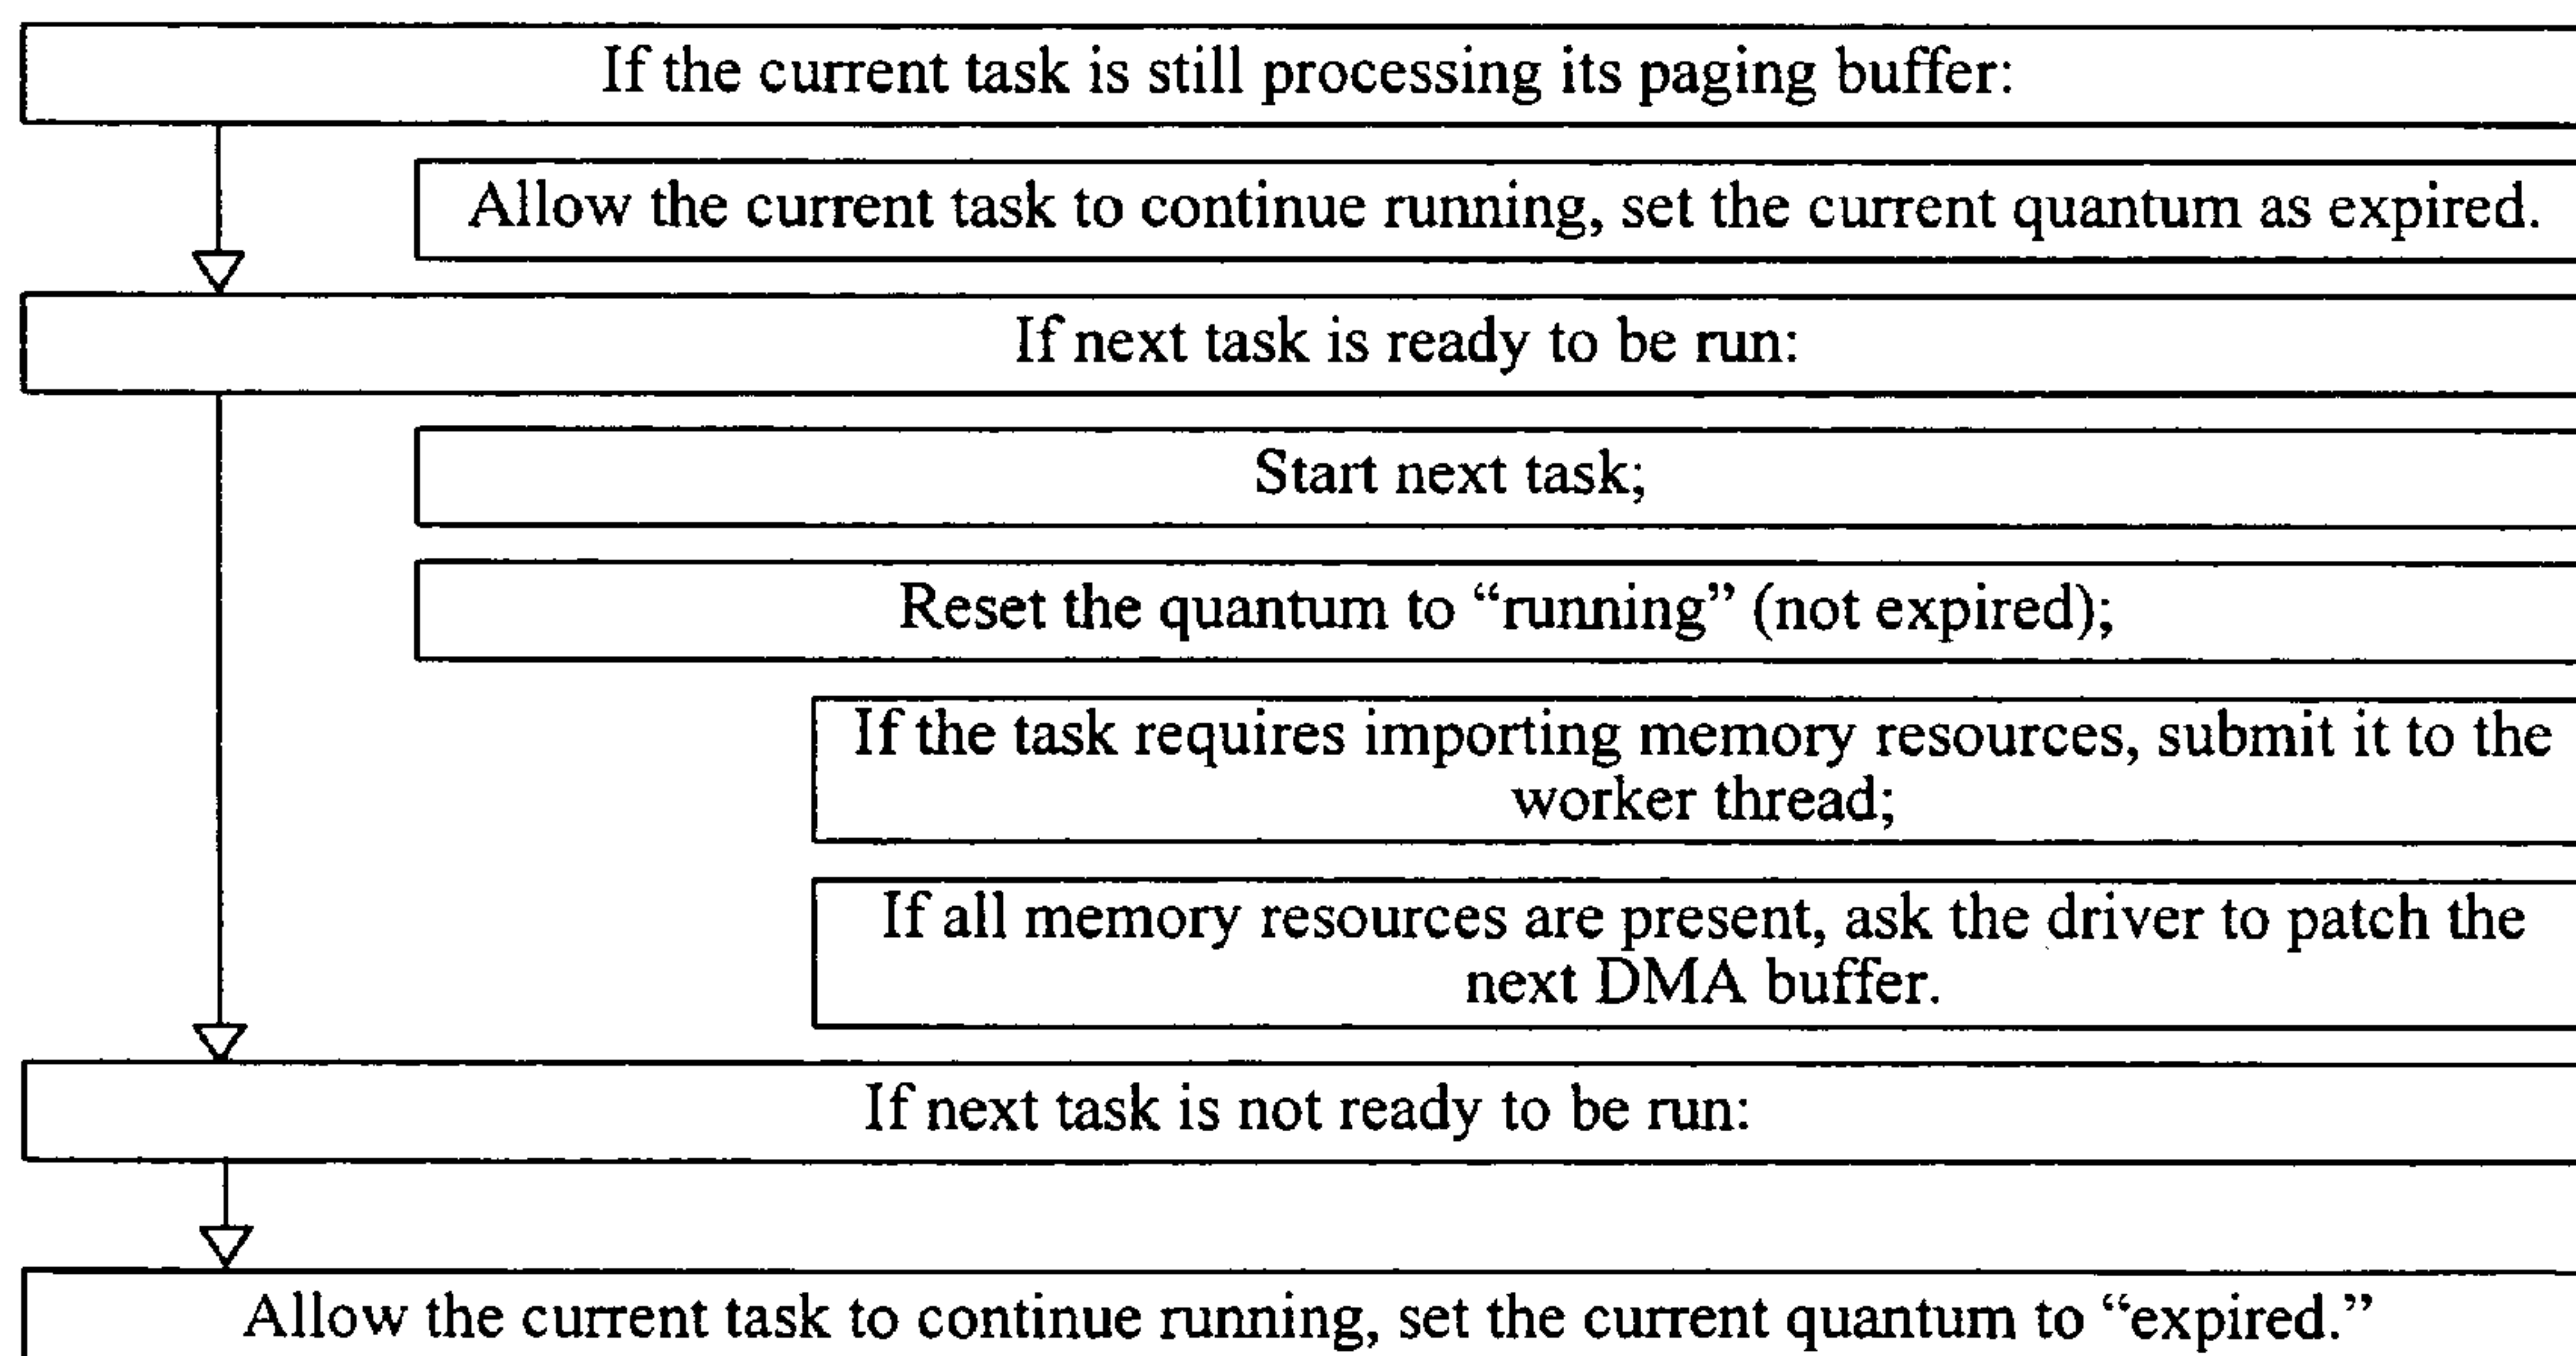 If the current task is still processing its paging buffer:
Allow the current task to continue running, set the current quantum as expired.
If next task is ready to be run:
Start next task;
Reset the quantum to “running” (not expired);
If the task requires importing memory resources, submit it to the
worker thread;
If all memory resources are present, ask the driver to patch the
next DMA buffer.
If next task is not ready to be run:
Allow the current task to continue running, set the current quantum to “expired.”